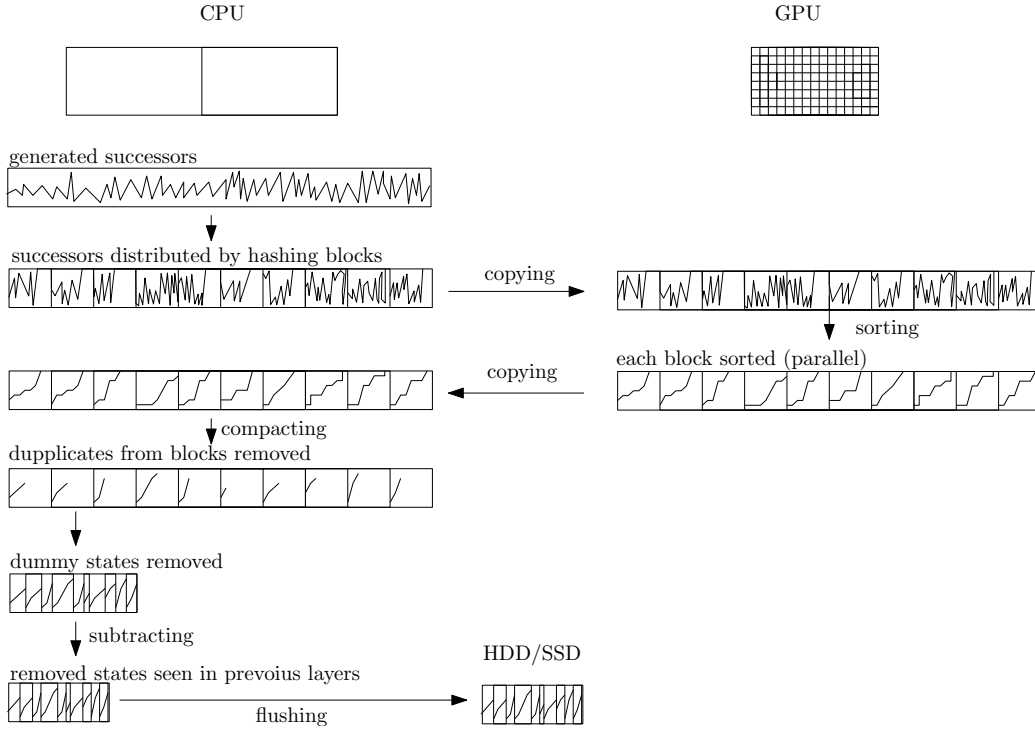 CPU
GPU
generated successors
successors distributed by hashing blocks
copying
sorting
each block sorted (parallel)
copying
compacting
dupplicates from blocks removed
dummy states removed
subtracting
HDD/SSD
removed states seen in prevoius layers
flushing